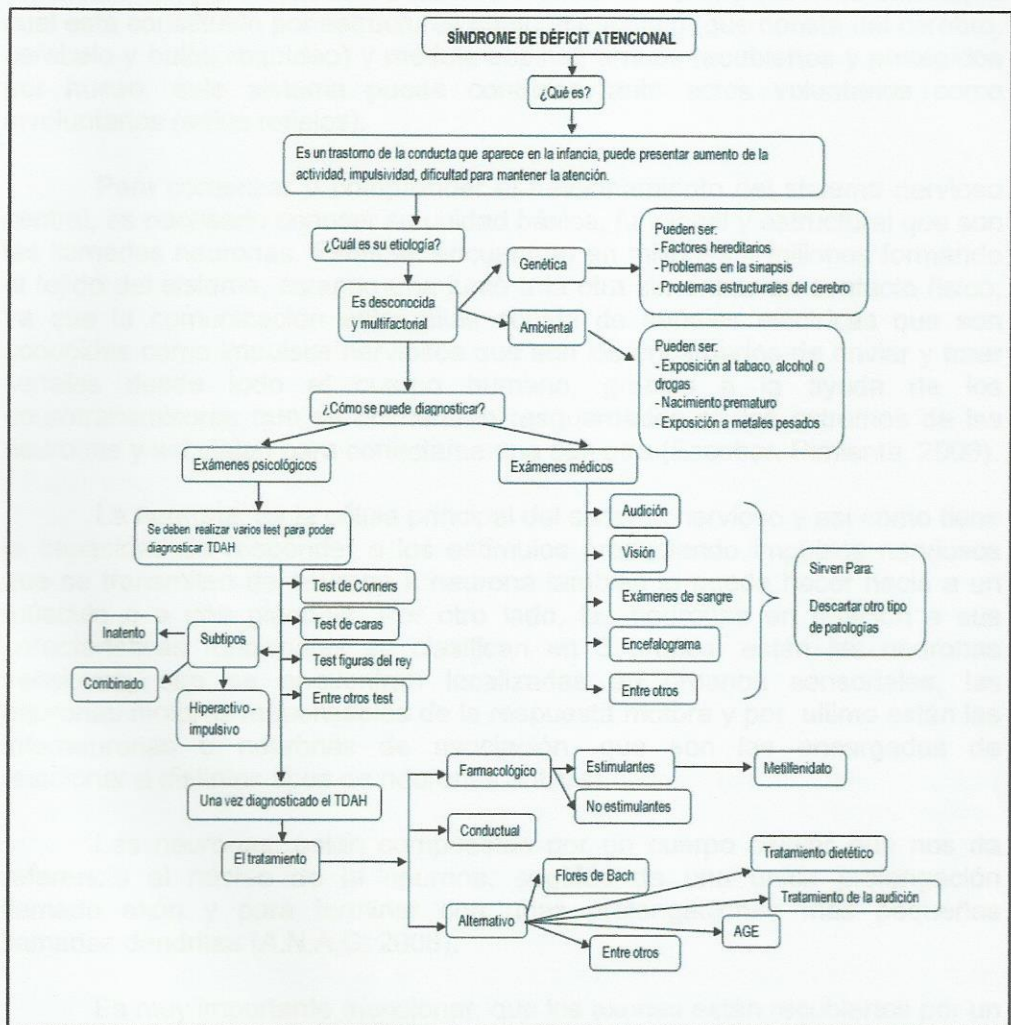 SÍNDROME DE DÉFICIT ATENCIONAL
¿Qué es?
Es un trastorno de la conducta que aparece en la infancia, puede presentar aumento de la
actividad, impulsividad, dificultad para mantener la atención.
¿Cuál es su etiología?
Es desconocida
y multifactorial
Genética
Ambiental
Pueden ser:
- Factores hereditarios
- Problemas en la sinapsis
- Problemas estructurales del cerebro
Pueden ser:
- Exposición al tabaco, alcohol o
drogas
- Nacimiento prematuro
- Exposición a metales pesados
¿Cómo se puede diagnosticar?
Exámenes psicológicos
Exámenes médicos
Se deben realizar varios test para poder
diagnosticar TDAH
Test de Conners
Test de caras
Test figuras del rey
Entre otros test
Subtipos
Inatento
Combinado
Hiperactivo -
impulsivo
Audición
Visión
Exámenes de sangre
Encefalograma
Entre otros
Sirven Para:
Descartar otro tipo
de patologías
Una vez diagnosticado el TDAH
El tratamiento
Farmacológico
Estimulantes
Metilfenidato
No estimulantes
Conductual
Alternativo
Flores de Bach
Tratamiento dietético
Tratamiento de la audición
AGE
Entre otros